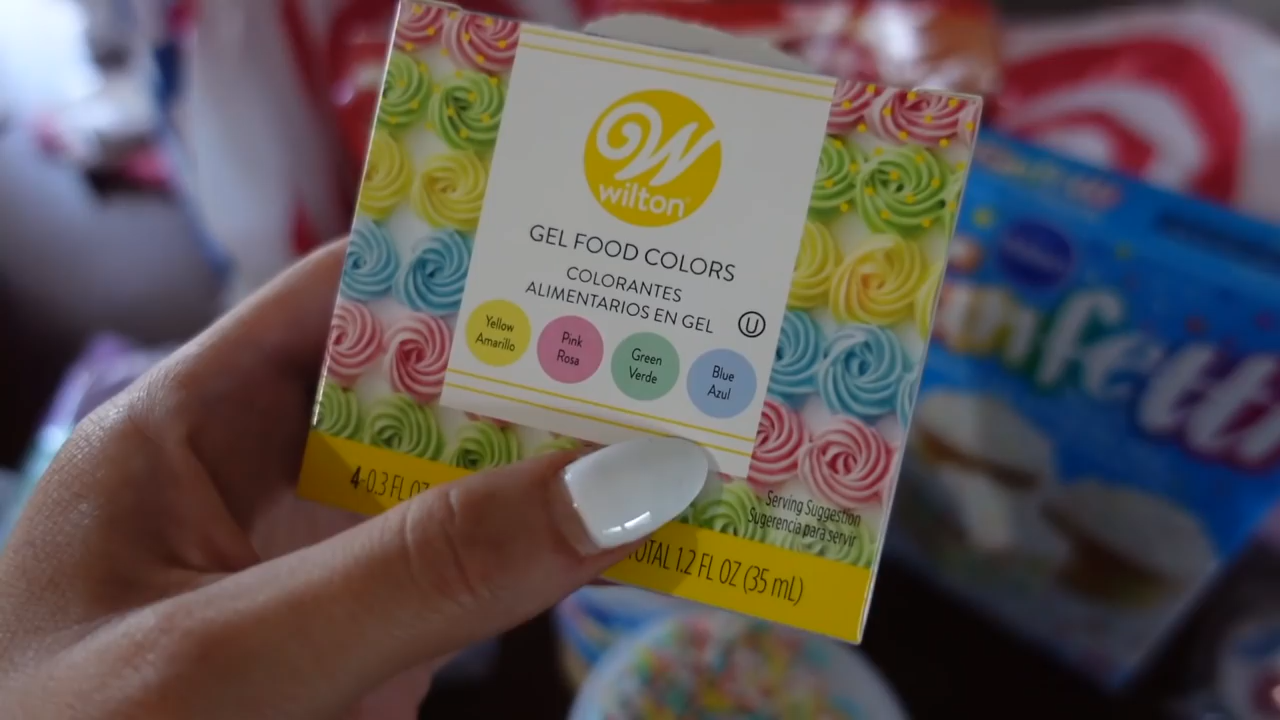 wilton
GEL FOOD COLORS
COLORANTES
ALIMENTARIOS EN GEL
Yellow
Amarillo
Pink
Rosa
Green
Verde
Blue
Azul
Serving Suggestion
Sugerencia para servir
4-0.3 FL OZ
TOTAL 1.2 FL OZ (35 mL)
Pillsbury